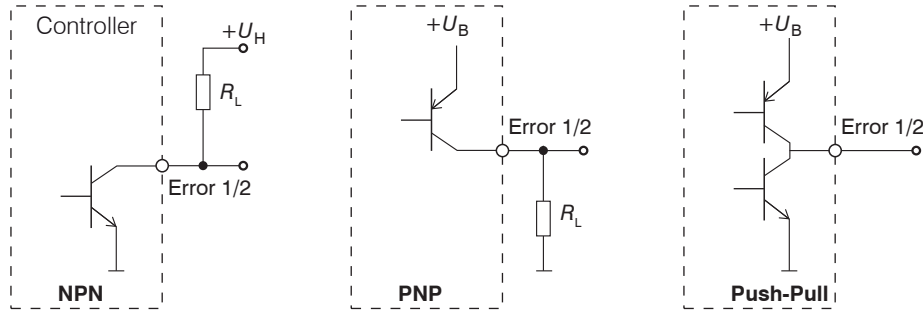 Controller
+U_H
R_L
Error 1/2
NPN
+U_B
Error 1/2
R_L
PNP
+U_B
Error 1/2
Push-Pull